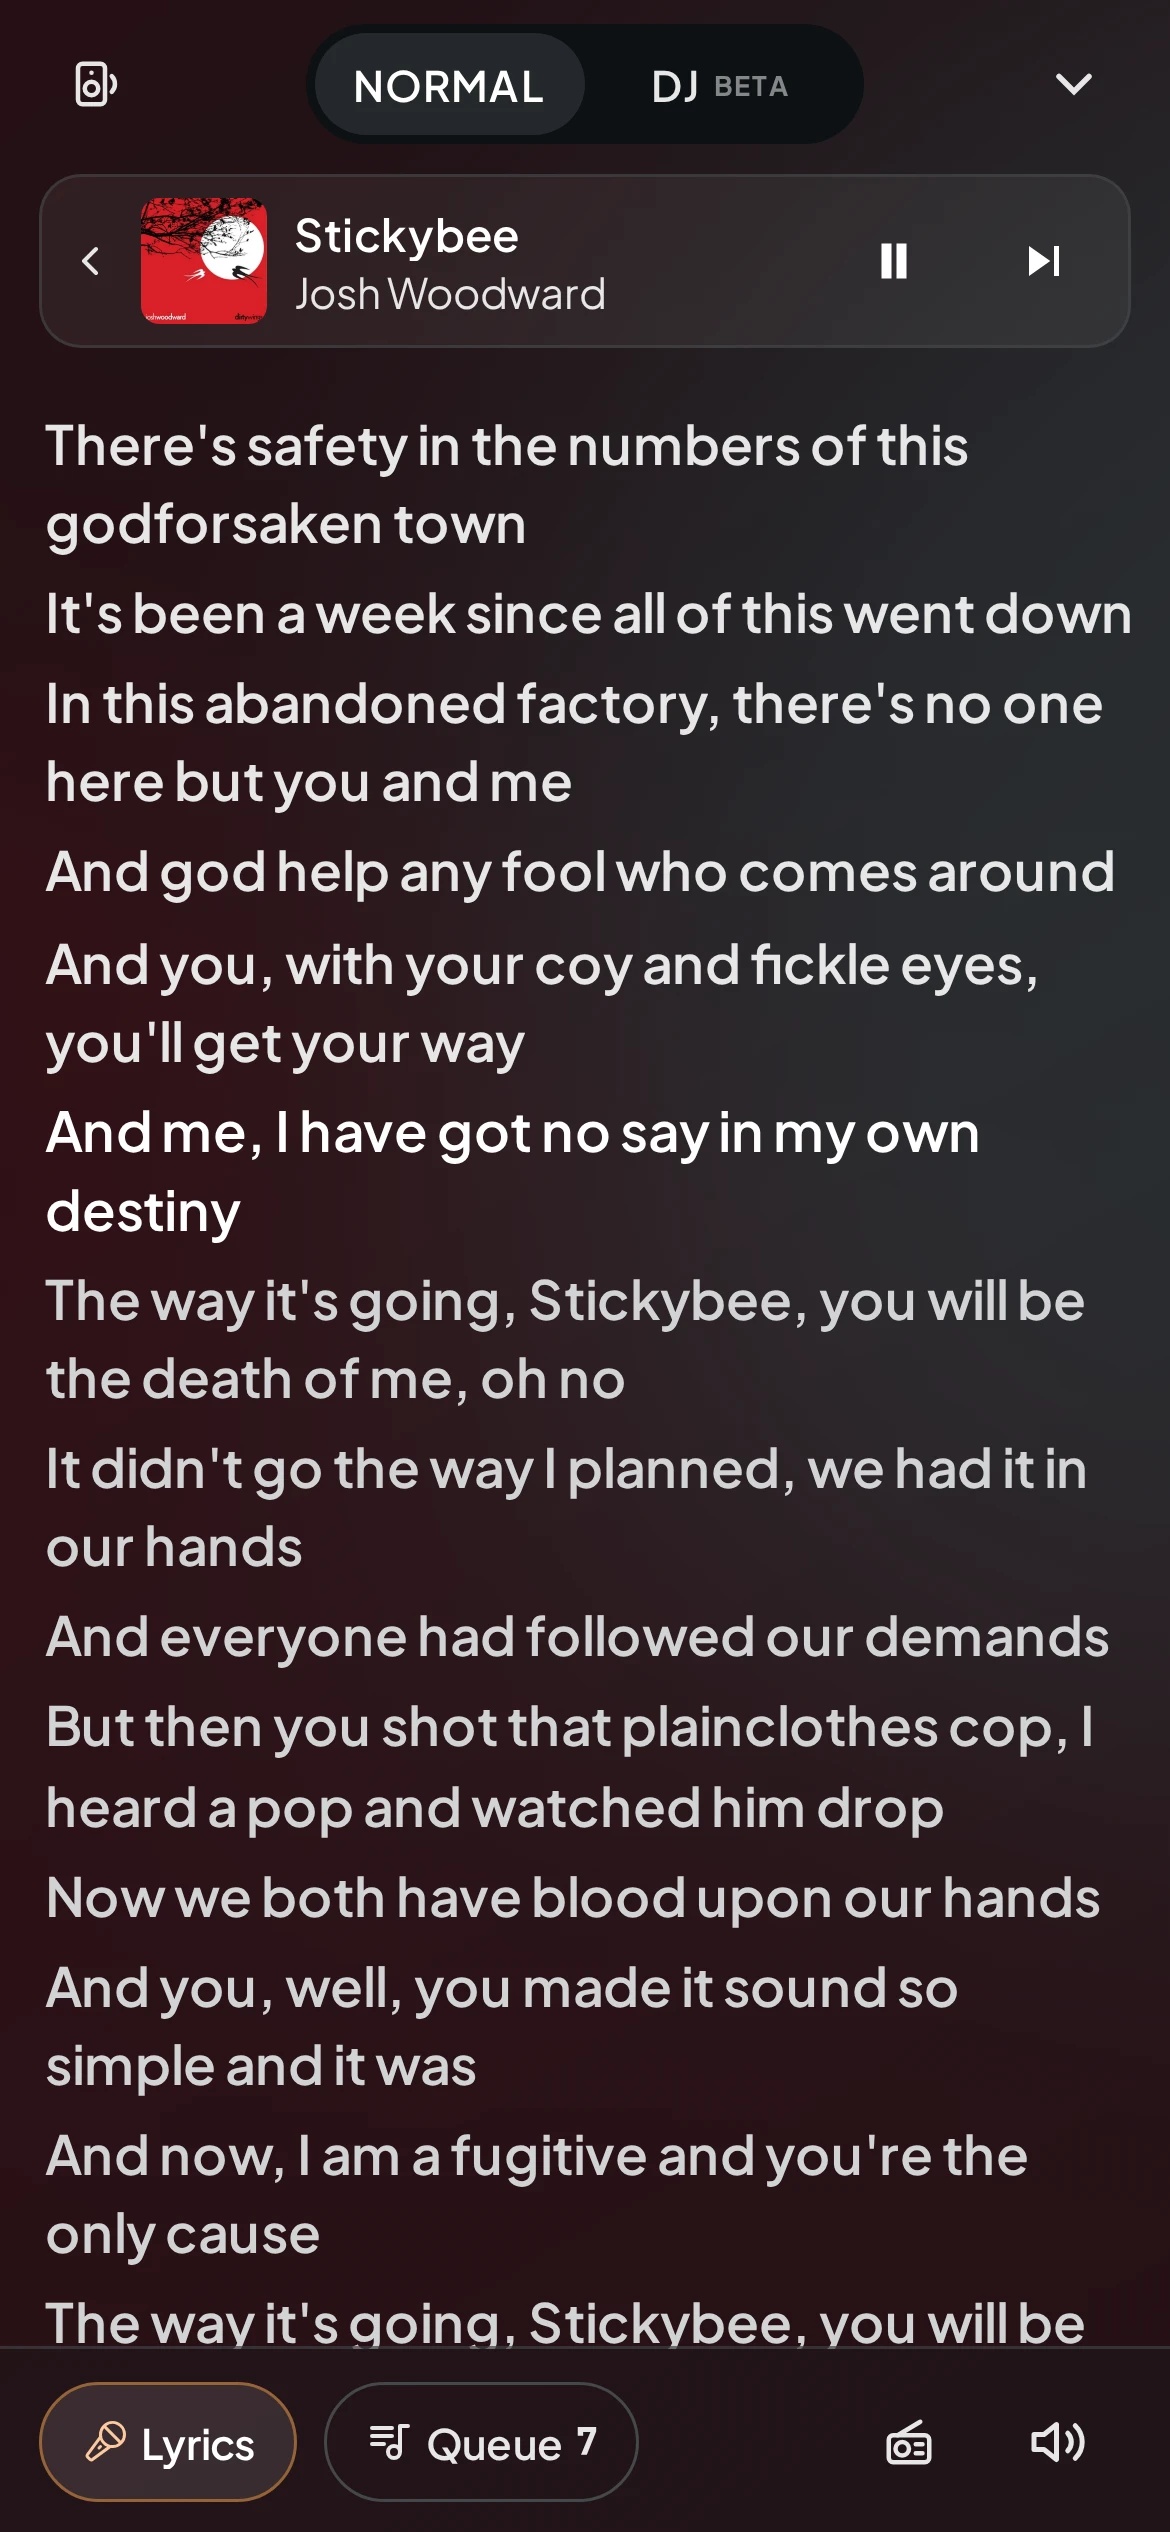 NORMAL
DJ BETA
Stickybee
Josh Woodward
joshwoodward
dirtywings
There's safety in the numbers of this
godforsaken town
It's been a week since all of this went down
In this abandoned factory, there's no one
here but you and me
And god help any fool who comes around
And you, with your coy and fickle eyes,
you'll get your way
And me, I have got no say in my own
destiny
The way it's going, Stickybee, you will be
the death of me, oh no
It didn't go the way I planned, we had it in
our hands
And everyone had followed our demands
But then you shot that plainclothes cop, I
heard a pop and watched him drop
Now we both have blood upon our hands
And you, well, you made it sound so
simple and it was
And now, I am a fugitive and you're the
only cause
The way it's going, Stickybee, you will be
Lyrics
Queue 7